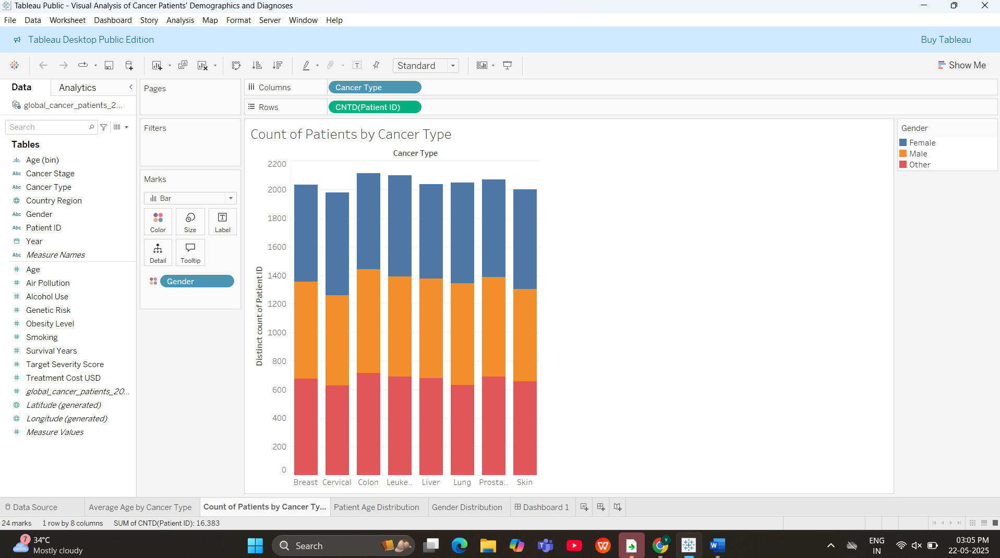 Tableau Public - Visual Analysis of Cancer Patients' Demographics and Diagnoses
File Data Worksheet Dashboard Story Analysis Map Format Server Window Help
Tableau Desktop Public Edition
Buy Tableau
Standard
Show Me
Data
Analytics
global_cancer_patients_2...
Search
Tables
Age (bin)
Abc Cancer Stage
Abc Cancer Type
Country Region
Abc Gender
Abc Patient ID
Year
Abc Measure Names
Age
Air Pollution
Alcohol Use
Genetic Risk
Obesity Level
Smoking
Survival Years
Target Severity Score
Treatment Cost USD
global_cancer_patients_20...
Latitude (generated)
Longitude (generated)
Measure Values
Pages
Filters
Marks
Bar
Color
Size
T
Label
Detail
Tooltip
Gender
Columns
Cancer Type
Rows
CNTD(Patient ID)
Count of Patients by Cancer Type
Cancer Type
Distinct count of Patient ID
2200
2000
1800
1600
1400
1200
1000
800
600
400
200
0
Breast Cervical Colon Leuke.. Liver Lung Prosta.. Skin
Gender
Female
Male
Other
Data Source
Average Age by Cancer Type
Count of Patients by Cancer Ty...
Patient Age Distribution
Gender Distribution
Dashboard 1
24 marks 1 row by 8 columns SUM of CNTD(Patient ID): 16,383
7
34°C
Mostly cloudy
Search
ENG
IN
03:05 PM
22-05-2025